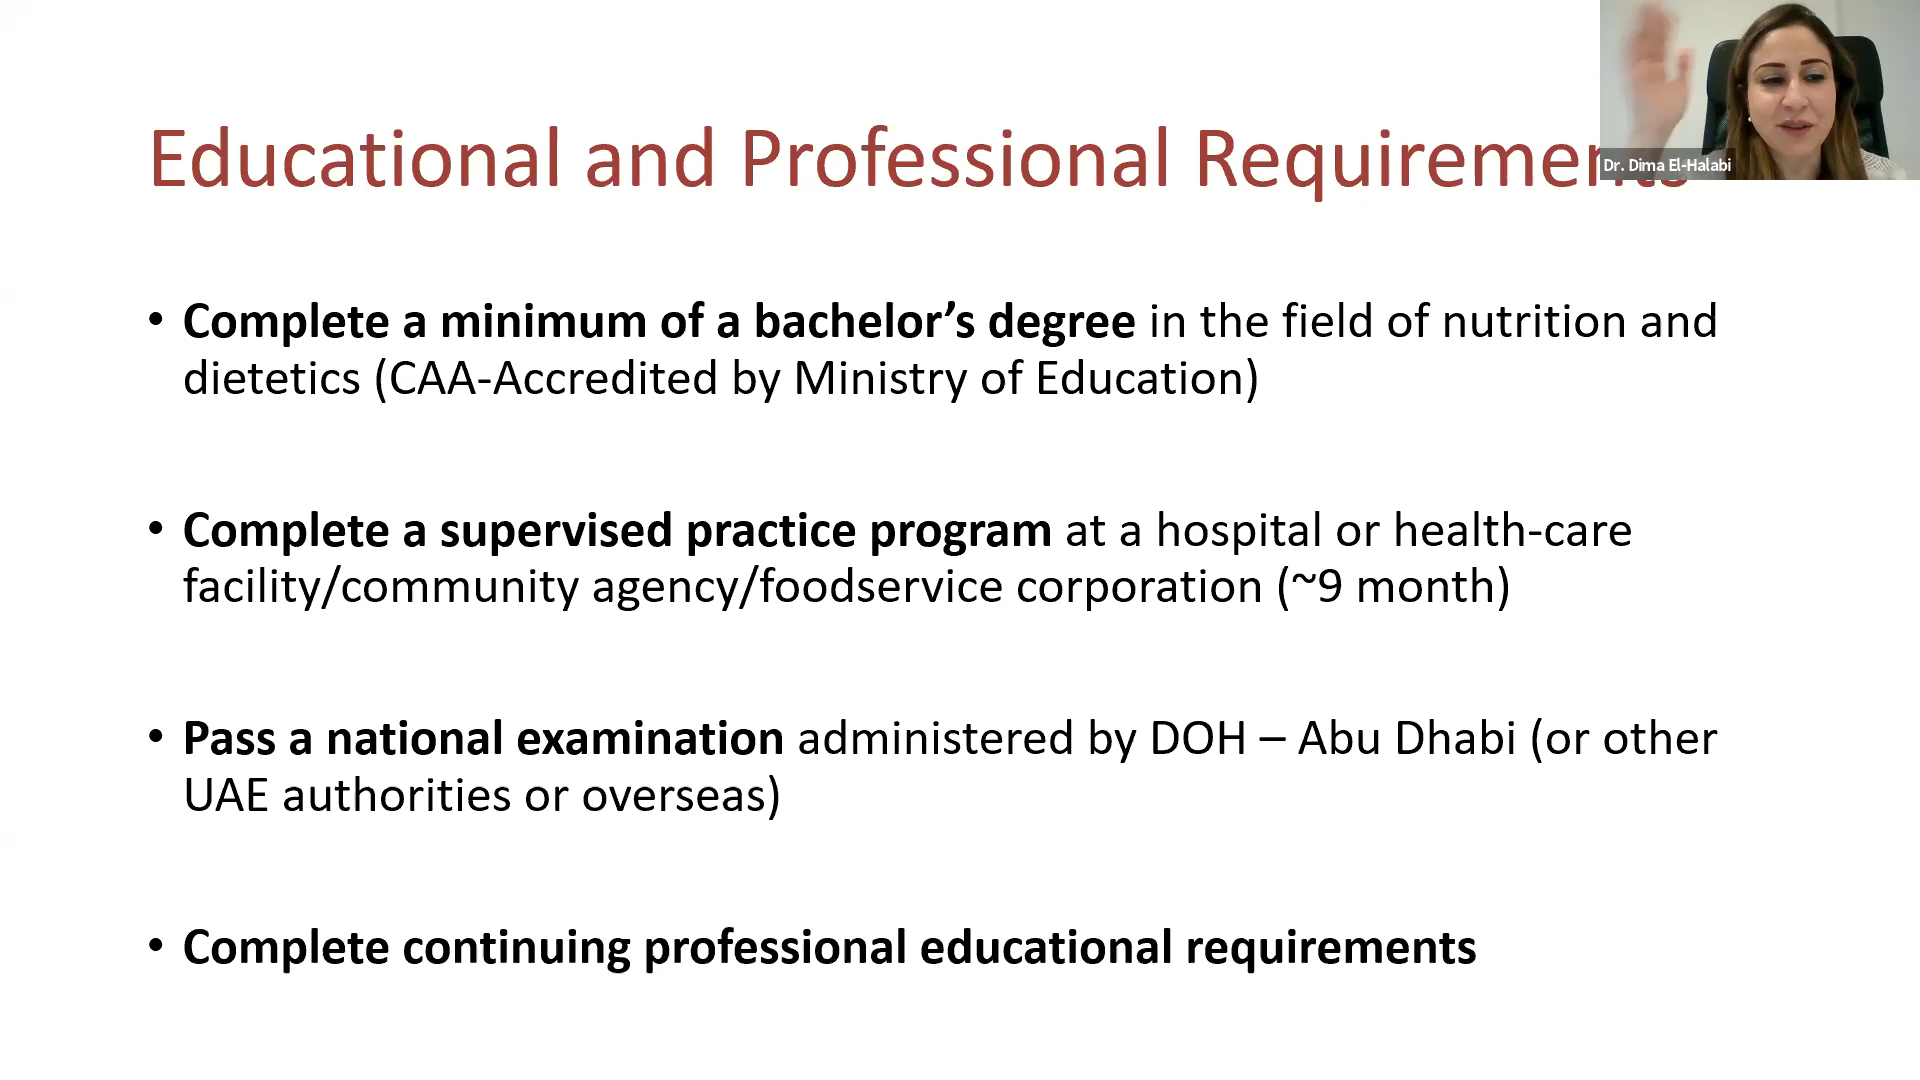 Educational and Professional Requirements
Dr. Dima El-Halabi
• Complete a minimum of a bachelor’s degree in the field of nutrition and
dietetics (CAA-Accredited by Ministry of Education)
• Complete a supervised practice program at a hospital or health-care
facility/community agency/foodservice corporation (~9 month)
• Pass a national examination administered by DOH – Abu Dhabi (or other
UAE authorities or overseas)
• Complete continuing professional educational requirements